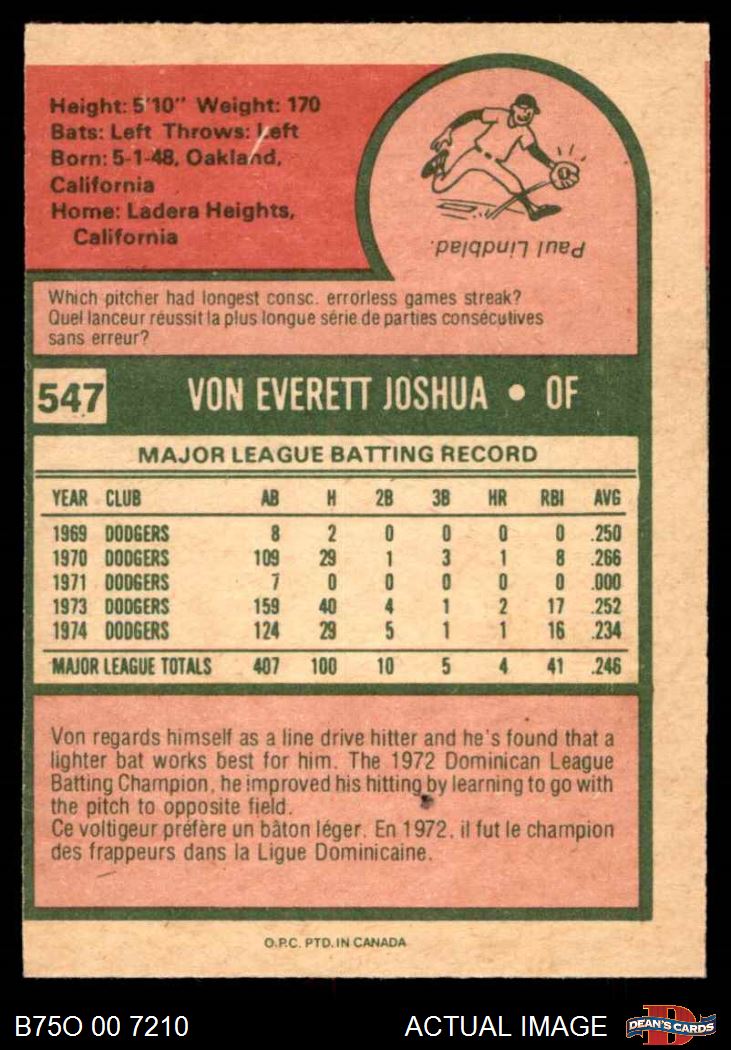 Height: 5'10" Weight: 170
Bats: Left Throws: Left
Born: 5-1-48, Oakland,
California
Home: Ladera Heights,
California
Paul Lindblad.
Which pitcher had longest consc. errorless games streak?
Quel lanceur réussit la plus longue série de parties consécutives
sans erreur?
547 VON EVERETT JOSHUA • OF
MAJOR LEAGUE BATTING RECORD
YEAR CLUB AB H 2B 3B HR RBI AVG
1969 DODGERS 8 2 0 0 0 0 .250
1970 DODGERS 109 29 1 3 1 8 .266
1971 DODGERS 7 0 0 0 0 0 .000
1973 DODGERS 159 40 4 1 2 17 .252
1974 DODGERS 124 29 5 1 1 16 .234
MAJOR LEAGUE TOTALS 407 100 10 5 4 41 .246
Von regards himself as a line drive hitter and he's found that a
lighter bat works best for him. The 1972 Dominican League
Batting Champion, he improved his hitting by learning to go with
the pitch to opposite field.
Ce voltigeur préfère un bâton léger. En 1972, il fut le champion
des frappeurs dans la Ligue Dominicaine.
O.P.C. PTD. IN CANADA
B75O 00 7210 ACTUAL IMAGE D DEAN'S CARDS